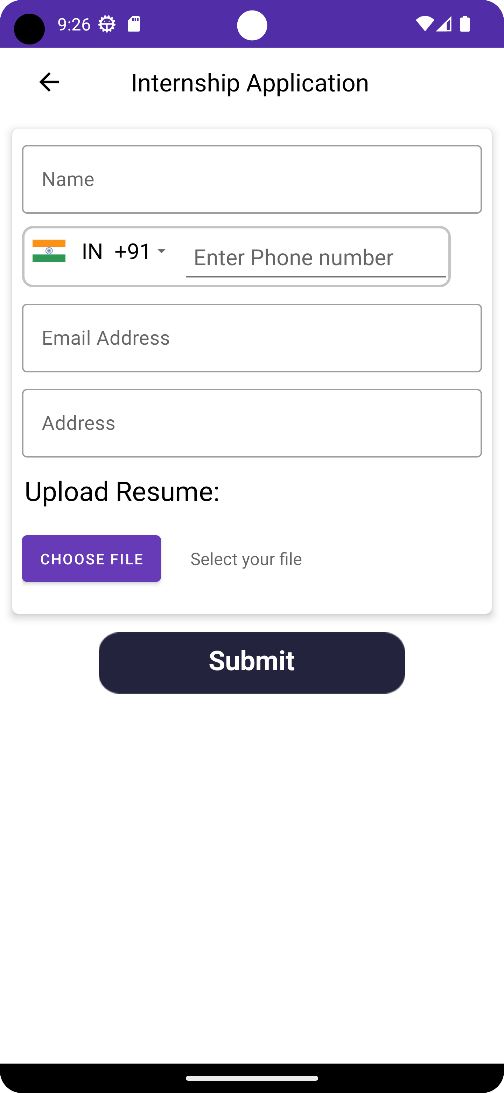 9:26
Internship Application
Name
IN +91
Enter Phone number
Email Address
Address
Upload Resume:
CHOOSE FILE
Select your file
Submit